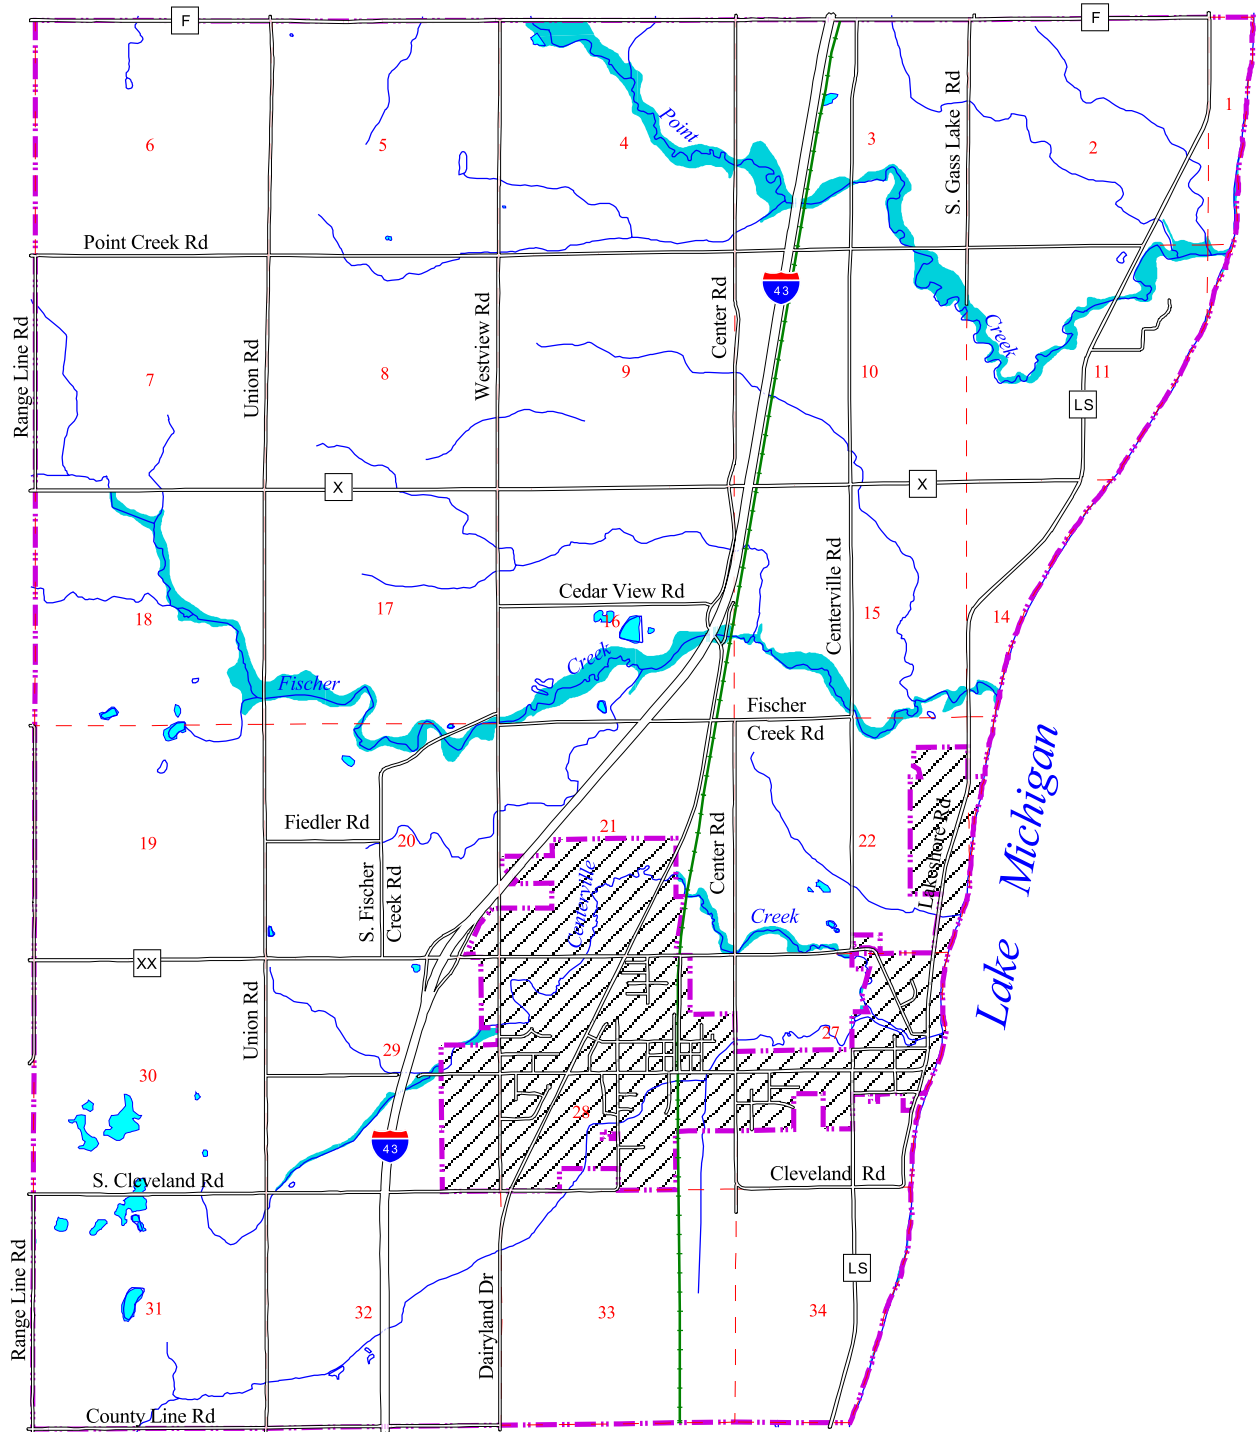 F
F
1
6
5
4
Point
3
2
S. Gass Lake Rd
Point Creek Rd
43
Center Rd
Westview Rd
Union Rd
Range Line Rd
Creek
7
8
9
10
11
LS
X
X
Cedar View Rd
Centerville Rd
18
17
16
15
14
Creek
Fischer
Fischer
Creek Rd
Lake Michigan
Fiedler Rd
19
20
21
22
S. Fischer
Creek Rd
Center Rd
Lakeshore Rd
Centerville
Creek
XX
Union Rd
30
29
28
27
43
S. Cleveland Rd
Cleveland Rd
Range Line Rd
Dairyland Dr
LS
31
32
33
34
County Line Rd